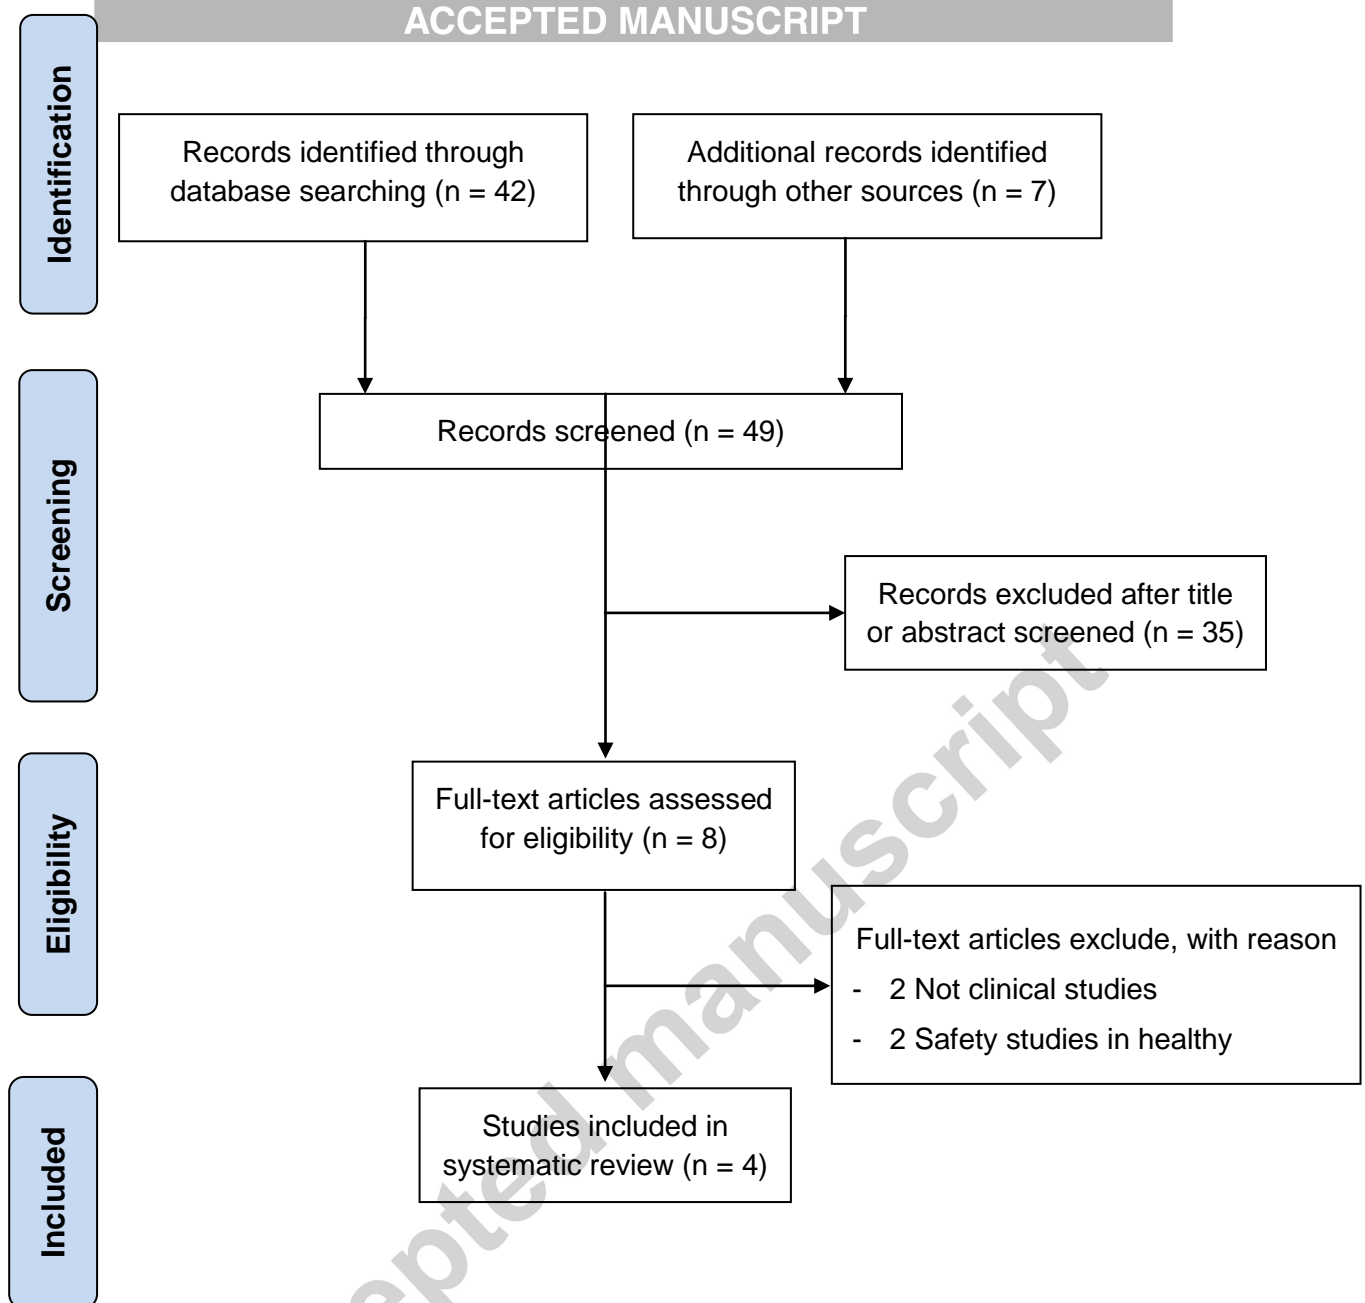 ACCEPTED MANUSCRIPT
Identification
Records identified through
database searching (n = 42)
Additional records identified
through other sources (n = 7)
Screening
Records screened (n = 49)
Records excluded after title
or abstract screened (n = 35)
Eligibility
Full-text articles assessed
for eligibility (n = 8)
Full-text articles exclude, with reason
- 2 Not clinical studies
- 2 Safety studies in healthy
Included
Studies included in
systematic review (n = 4)
epted manuscript